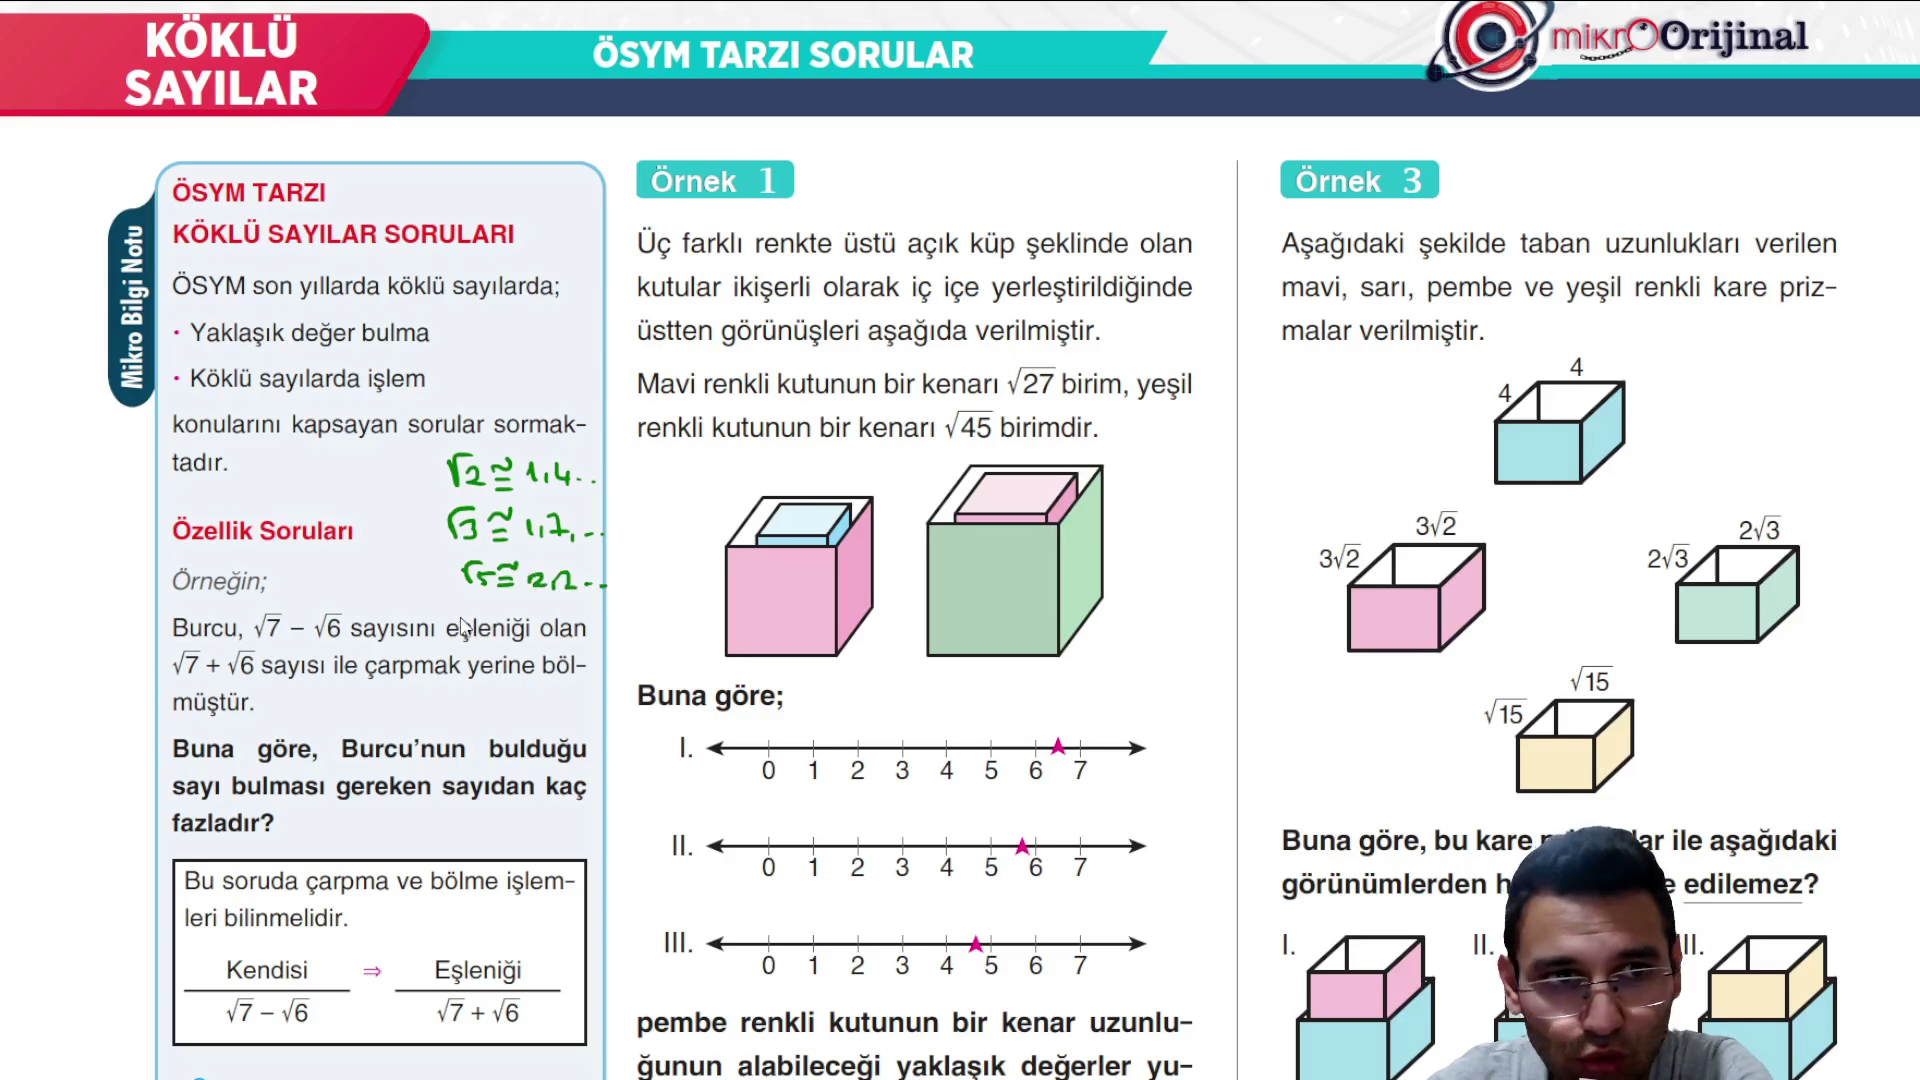 KÖKLÜ
SAYILAR
ÖSYM TARZI SORULAR
mikrOrijinal
Mikro Bilgi Notu
ÖSYM TARZI
KÖKLÜ SAYILAR SORULARI
ÖSYM son yıllarda köklü sayılarda;
• Yaklaşık değer bulma
• Köklü sayılarda işlem
konularını kapsayan sorular sormak-
tadır.
√2 ≅ 1,4..
√3 ≅ 1,7,..
√5 ≅ 2,2..
Özellik Soruları
Örneğin;
Burcu, √7 − √6 sayısını eşleniği olan
√7 + √6 sayısı ile çarpmak yerine böl-
müştür.
Buna göre, Burcu'nun bulduğu
sayı bulması gereken sayıdan kaç
fazladır?
Bu soruda çarpma ve bölme işlem-
leri bilinmelidir.
Kendisi ⇒ Eşleniği
√7 − √6 √7 + √6
Örnek 1
Üç farklı renkte üstü açık küp şeklinde olan
kutular ikişerli olarak iç içe yerleştirildiğinde
üstten görünüşleri aşağıda verilmiştir.
Mavi renkli kutunun bir kenarı √27 birim, yeşil
renkli kutunun bir kenarı √45 birimdir.
Buna göre;
I.
0 1 2 3 4 5 6 7
II.
0 1 2 3 4 5 6 7
III.
0 1 2 3 4 5 6 7
pembe renkli kutunun bir kenar uzunlu-
ğunun alabileceği yaklaşık değerler yu-
Örnek 3
Aşağıdaki şekilde taban uzunlukları verilen
mavi, sarı, pembe ve yeşil renkli kare priz-
malar verilmiştir.
4
4
3√2
3√2
2√3
2√3
√15
√15
Buna göre, bu kare ile aşağıdaki
görünümlerden edilemez?
I. II. III.